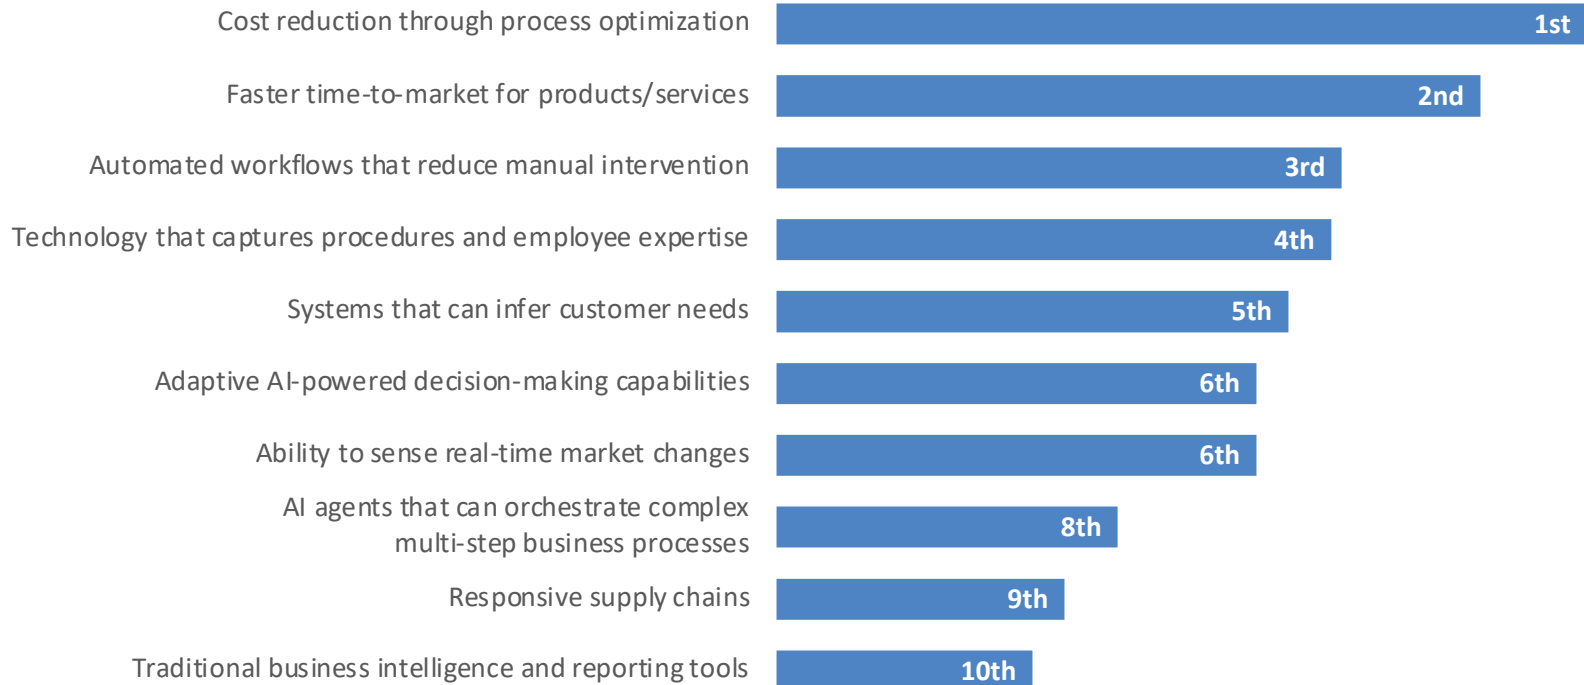 Cost reduction through process optimization 1st
Faster time-to-market for products/services 2nd
Automated workflows that reduce manual intervention 3rd
Technology that captures procedures and employee expertise 4th
Systems that can infer customer needs 5th
Adaptive AI-powered decision-making capabilities 6th
Ability to sense real-time market changes 6th
AI agents that can orchestrate complex
multi-step business processes 8th
Responsive supply chains 9th
Traditional business intelligence and reporting tools 10th